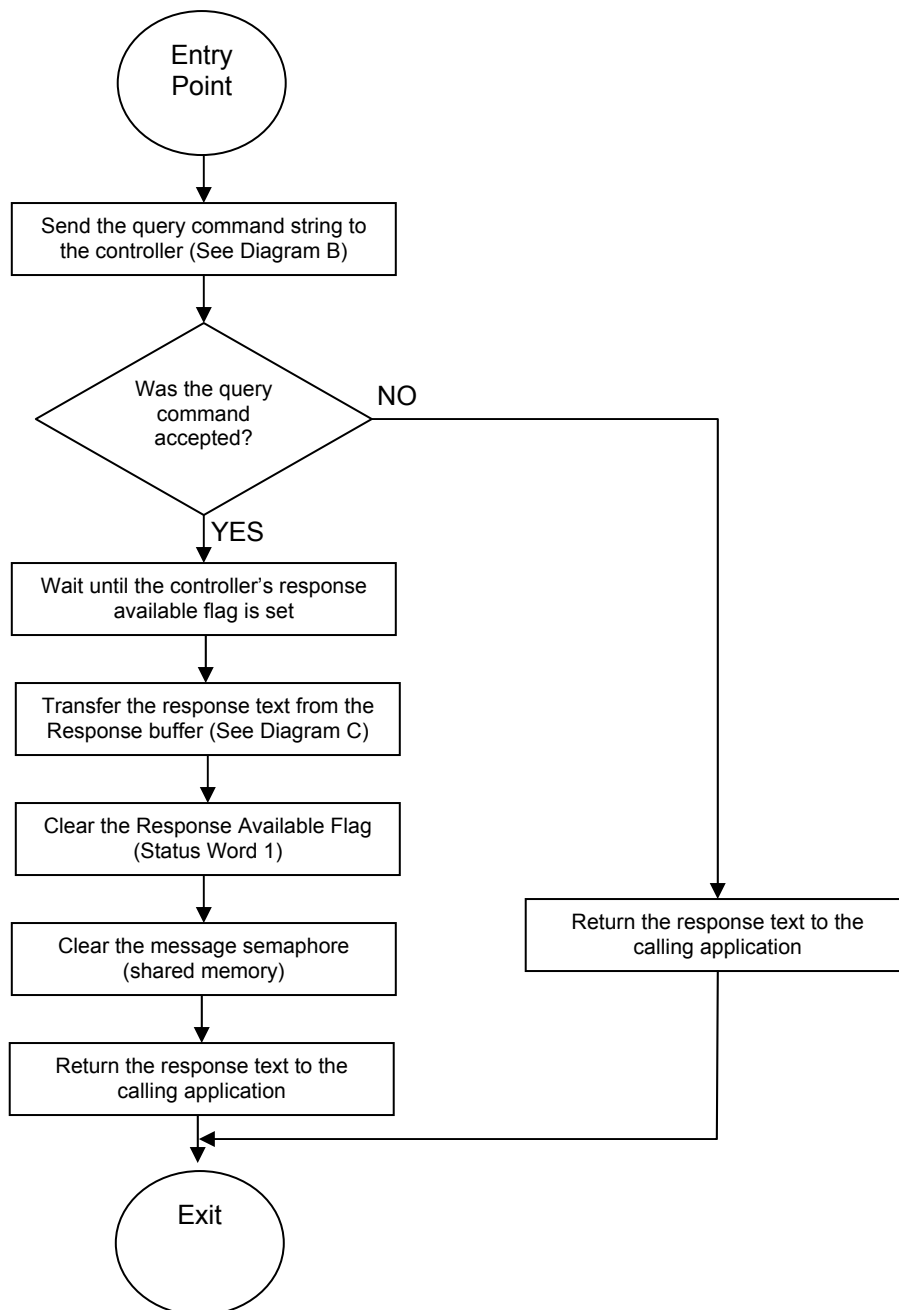 Entry
Point
Send the query command string to
the controller (See Diagram B)
Was the query
command
accepted?
NO
YES
Wait until the controller’s response
available flag is set
Transfer the response text from the
Response buffer (See Diagram C)
Clear the Response Available Flag
(Status Word 1)
Clear the message semaphore
(shared memory)
Return the response text to the
calling application
Return the response text to the
calling application
Exit